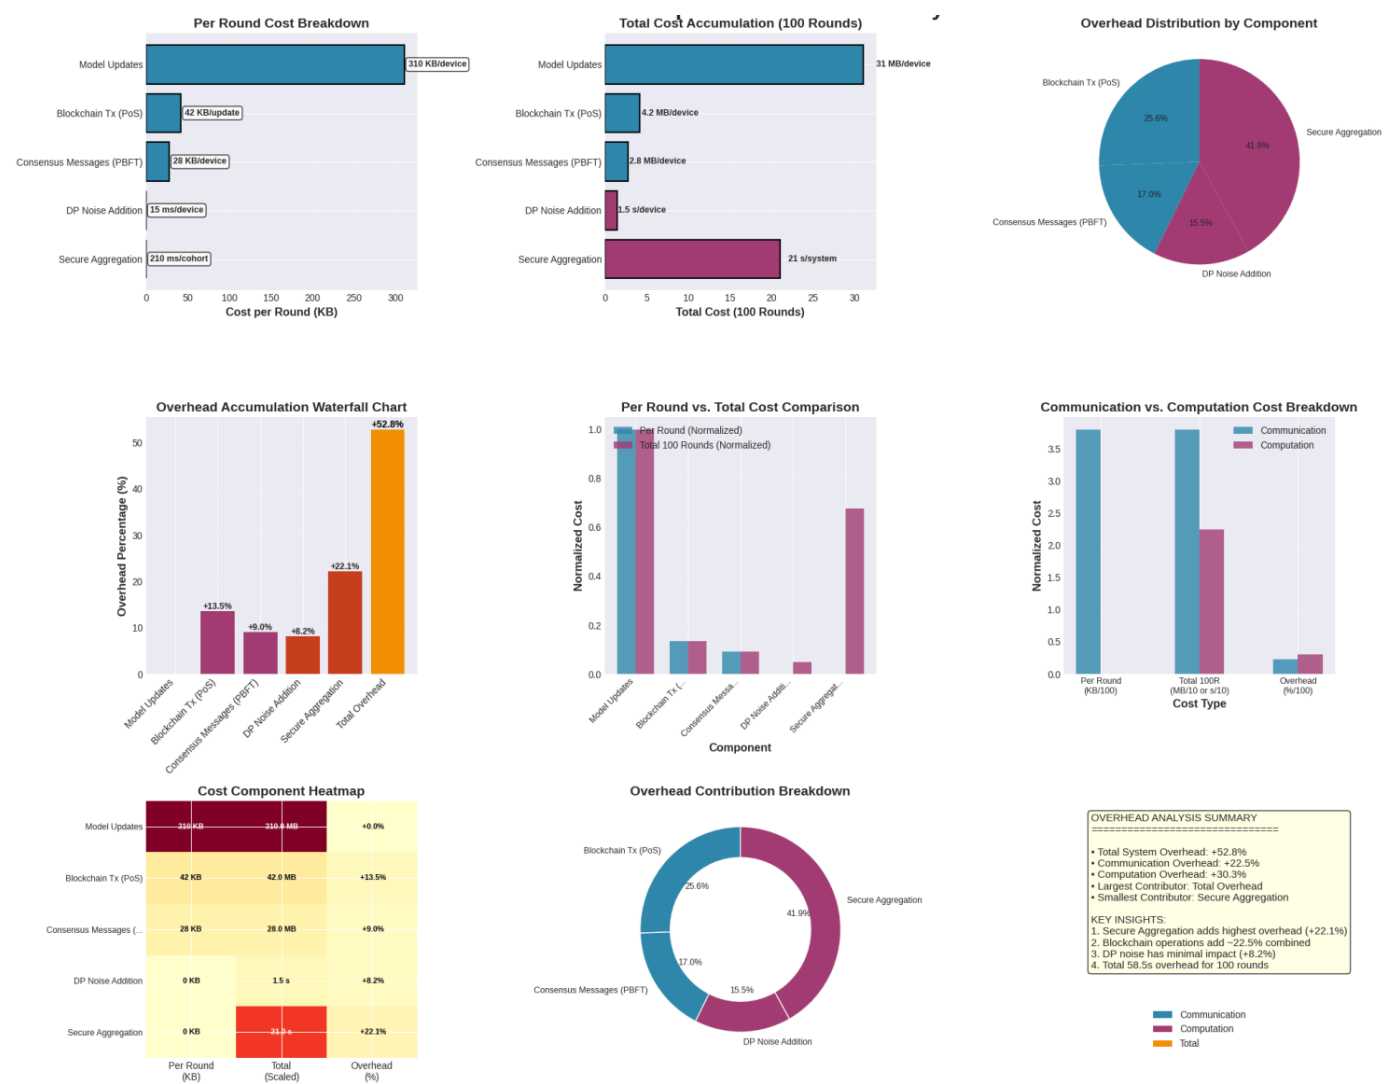 Per Round Cost Breakdown
Model Updates
310 KB/device
Blockchain Tx (PoS)
42 KB/update
Consensus Messages (PBFT)
28 KB/device
DP Noise Addition
15 ms/device
Secure Aggregation
210 ms/cohort
0 50 100 150 200 250 300
Cost per Round (KB)
Total Cost Accumulation (100 Rounds)
Model Updates
31 MB/device
Blockchain Tx (PoS)
4.2 MB/device
Consensus Messages (PBFT)
2.8 MB/device
DP Noise Addition
1.5 s/device
Secure Aggregation
21 s/system
0 5 10 15 20 25 30
Total Cost (100 Rounds)
Overhead Distribution by Component
Blockchain Tx (PoS)
25.6%
Secure Aggregation
41.9%
17.0%
Consensus Messages (PBFT)
15.5%
DP Noise Addition
Overhead Accumulation Waterfall Chart
Overhead Percentage (%)
50
40
30
20
10
0
+13.5%
+9.0%
+8.2%
+22.1%
+52.8%
Model Updates
Blockchain Tx (PoS)
Consensus Messages (PBFT)
DP Noise Addition
Secure Aggregation
Total Overhead
Per Round vs. Total Cost Comparison
Per Round (Normalized)
Total 100 Rounds (Normalized)
Normalized Cost
1.0
0.8
0.6
0.4
0.2
0.0
Model Updates
Blockchain Tx (...
Consensus Messa...
DP Noise Additi...
Secure Aggregat...
Component
Communication vs. Computation Cost Breakdown
Communication
Computation
Normalized Cost
3.5
3.0
2.5
2.0
1.5
1.0
0.5
0.0
Per Round
(KB/100)
Total 100R
(MB/10 or s/10)
Overhead
(%/100)
Cost Type
Cost Component Heatmap
Model Updates
310 KB 310.0 MB +0.0%
Blockchain Tx (PoS)
42 KB 42.0 MB +13.5%
Consensus Messages (...
28 KB 28.0 MB +9.0%
DP Noise Addition
0 KB 1.5 s +8.2%
Secure Aggregation
0 KB 21.0 s +22.1%
Per Round
(KB)
Total
(Scaled)
Overhead
(%)
Overhead Contribution Breakdown
Blockchain Tx (PoS)
25.6%
Secure Aggregation
41.9%
17.0%
Consensus Messages (PBFT)
15.5%
DP Noise Addition
OVERHEAD ANALYSIS SUMMARY
===============================
• Total System Overhead: +52.8%
• Communication Overhead: +22.5%
• Computation Overhead: +30.3%
• Largest Contributor: Total Overhead
• Smallest Contributor: Secure Aggregation
KEY INSIGHTS:
1. Secure Aggregation adds highest overhead (+22.1%)
2. Blockchain operations add ~22.5% combined
3. DP noise has minimal impact (+8.2%)
4. Total 58.5s overhead for 100 rounds
Communication
Computation
Total